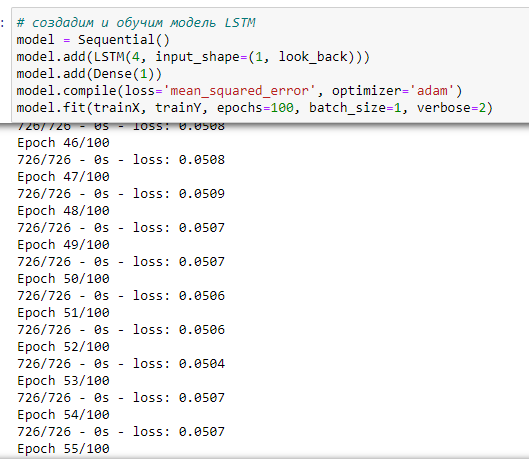 :
# создадим и обучим модель LSTM
model = Sequential()
model.add(LSTM(4, input_shape=(1, look_back)))
model.add(Dense(1))
model.compile(loss='mean_squared_error', optimizer='adam')
model.fit(trainX, trainY, epochs=100, batch_size=1, verbose=2)
726/726 - 0s - loss: 0.0508
Epoch 46/100
726/726 - 0s - loss: 0.0508
Epoch 47/100
726/726 - 0s - loss: 0.0509
Epoch 48/100
726/726 - 0s - loss: 0.0507
Epoch 49/100
726/726 - 0s - loss: 0.0507
Epoch 50/100
726/726 - 0s - loss: 0.0506
Epoch 51/100
726/726 - 0s - loss: 0.0506
Epoch 52/100
726/726 - 0s - loss: 0.0504
Epoch 53/100
726/726 - 0s - loss: 0.0507
Epoch 54/100
726/726 - 0s - loss: 0.0507
Epoch 55/100